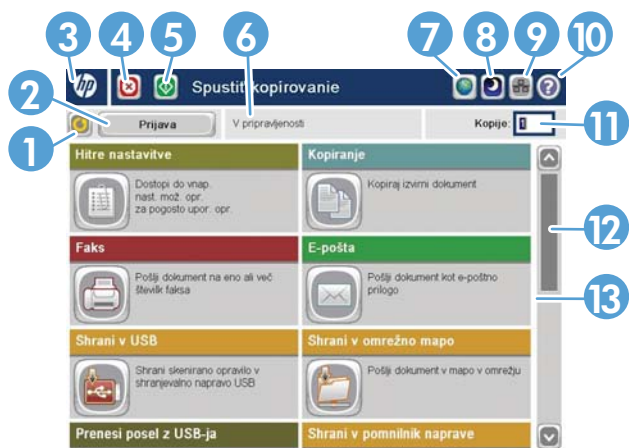 3 4 5 6 7 8 9 10
hp Spustit kopirovanie ?
2 Prijava V pripravljenosti Kopije: 1 11
1
Hitre nastavitve
Dostopi do vnap.
nast. mož. opr.
za pogosto upor. opr.
Kopiranje
Kopiraj izvirni dokument
12
Faks
Pošlji dokument na eno ali več
številk faksa
E-pošta
Pošlji dokument kot e-poštno
prilogo
13
Shrani v USB
Shrani skenirano opravilo v
shranjevalno napravo USB
Shrani v omrežno mapo
Pošlji dokument v mapo v omrežju
Prenesi posel z USB-ja
Shrani v pomnilnik naprave